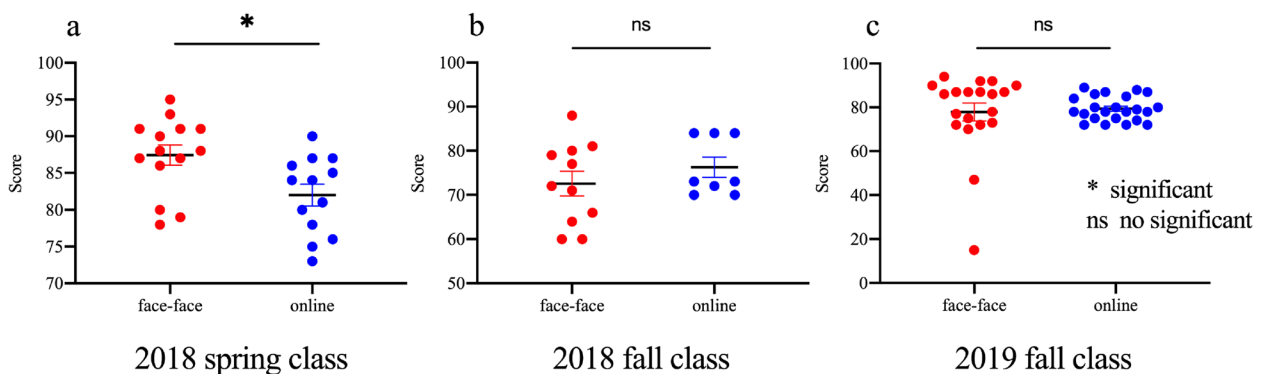 a
*
Score
100
95
90
85
80
75
70
face-face
online
2018 spring class
b
ns
Score
100
90
80
70
60
50
face-face
online
2018 fall class
c
ns
Score
100
80
60
40
20
0
face-face
online
2019 fall class
* significant
ns no significant